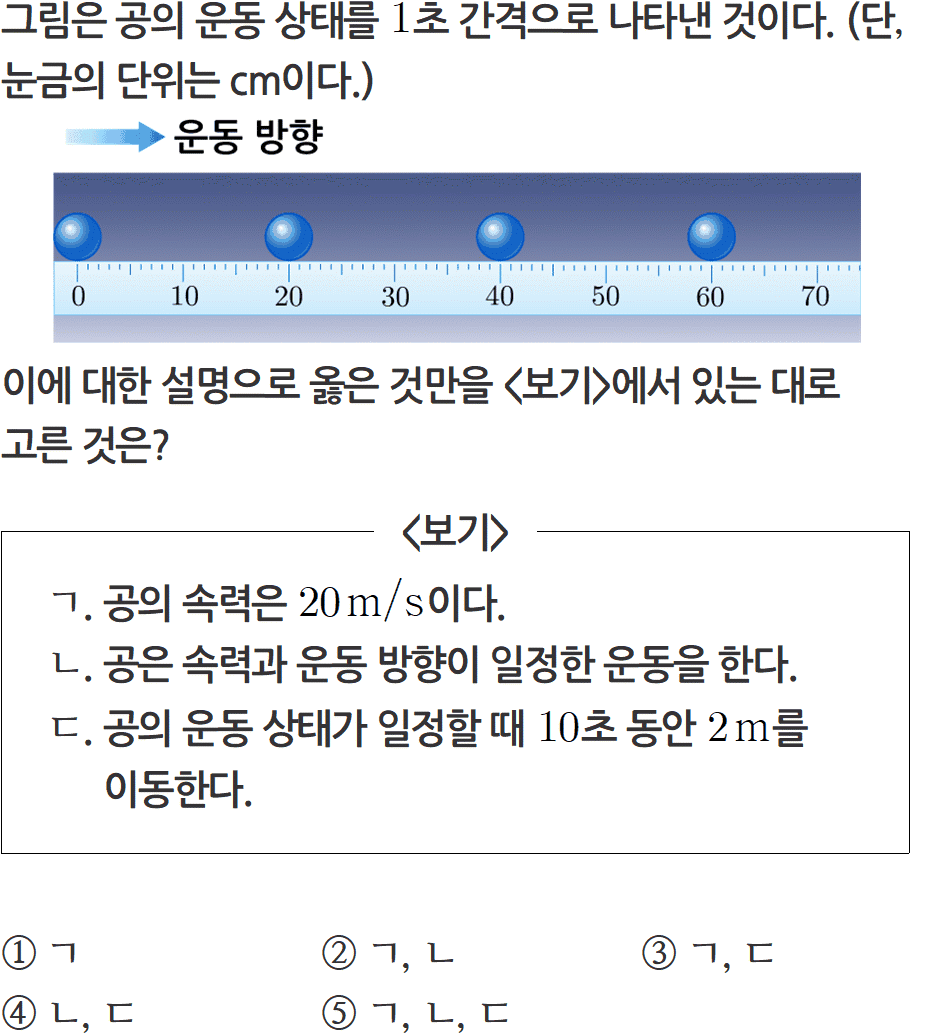 그림은 공의 운동 상태를 1초 간격으로 나타낸 것이다. (단,
눈금의 단위는 cm이다.)
운동 방향
0 10 20 30 40 50 60 70
이에 대한 설명으로 옳은 것만을 <보기>에서 있는 대로
고른 것은?
<보기>
ㄱ. 공의 속력은 20 m/s이다.
ㄴ. 공은 속력과 운동 방향이 일정한 운동을 한다.
ㄷ. 공의 운동 상태가 일정할 때 10초 동안 2 m를
이동한다.
① ㄱ ② ㄱ, ㄴ ③ ㄱ, ㄷ
④ ㄴ, ㄷ ⑤ ㄱ, ㄴ, ㄷ